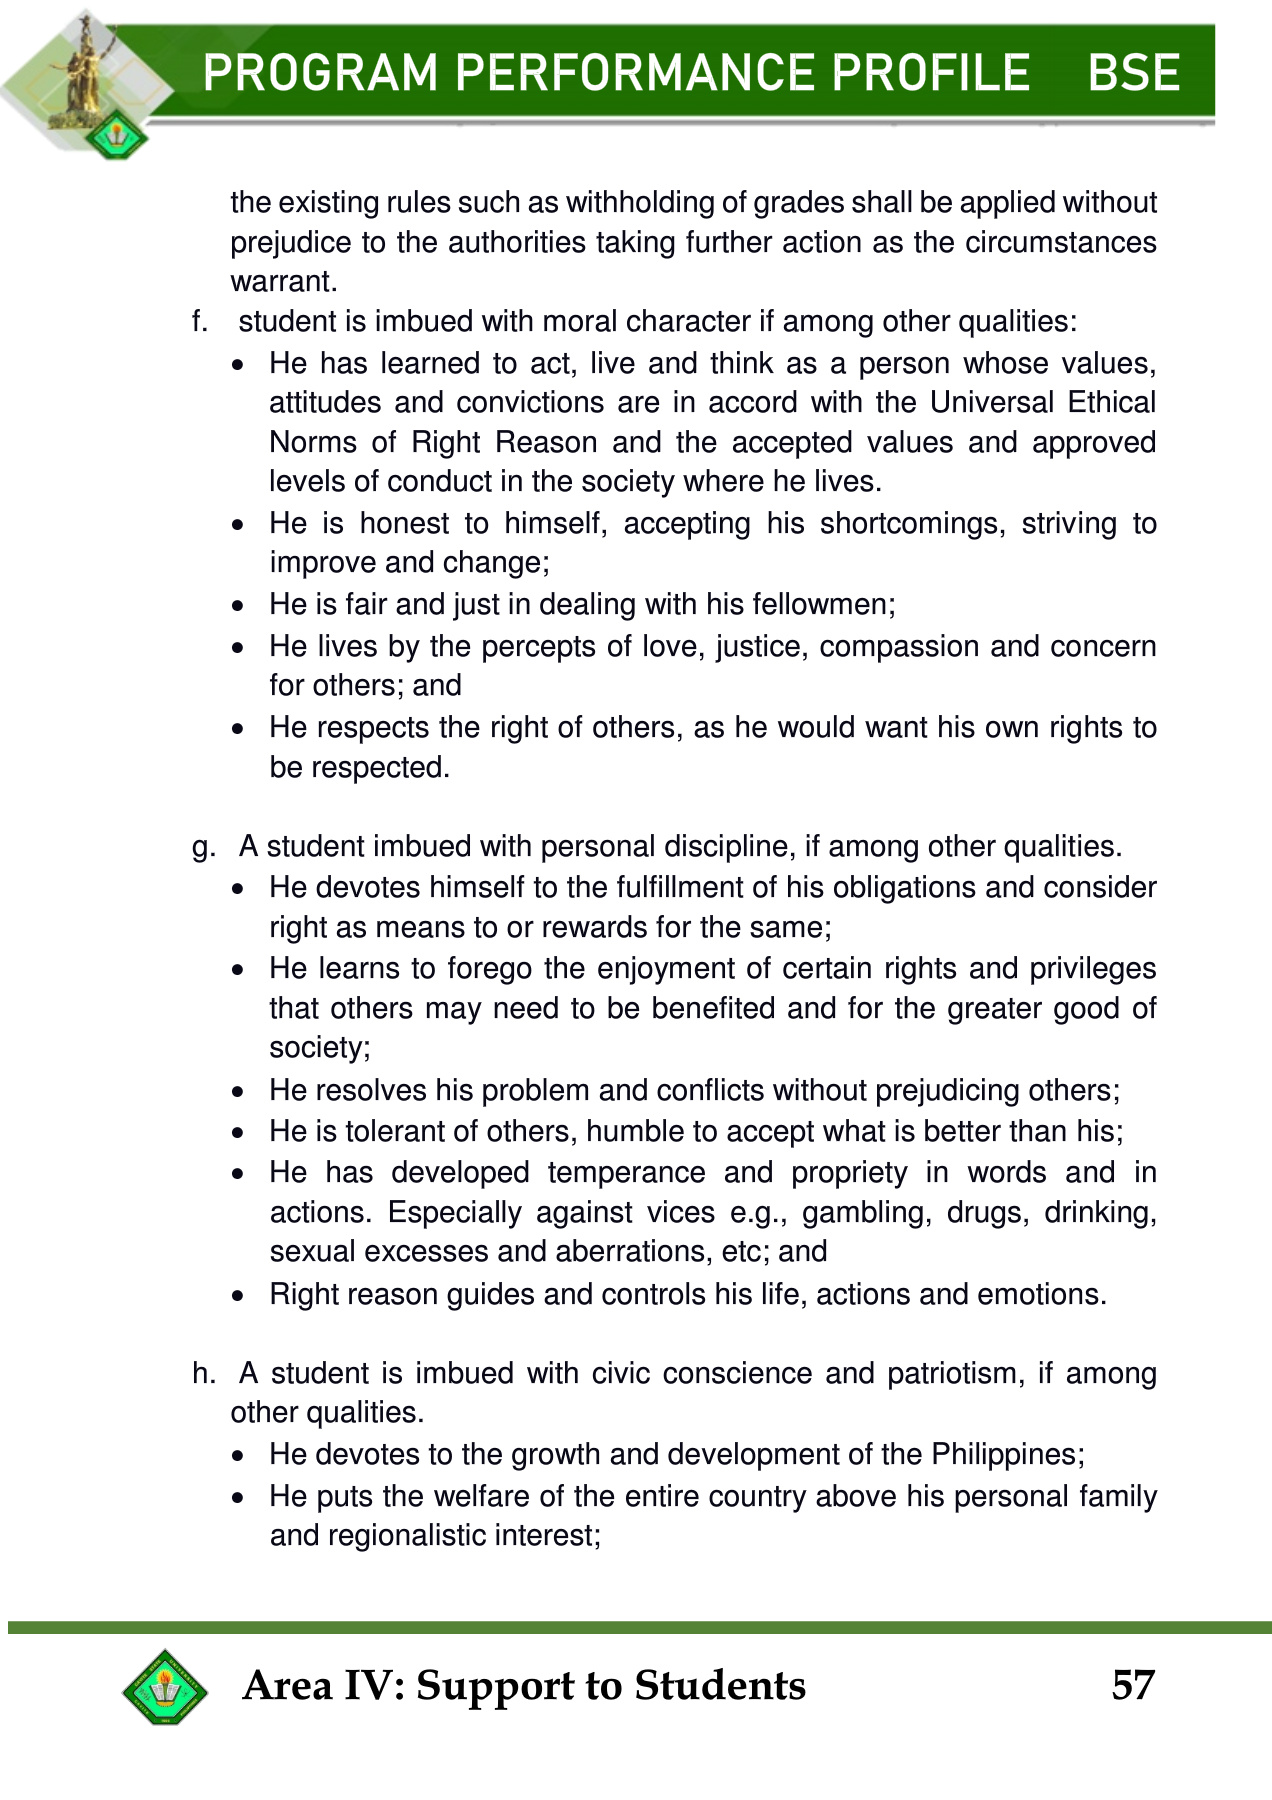 PROGRAM PERFORMANCE PROFILE BSE
the existing rules such as withholding of grades shall be applied without
prejudice to the authorities taking further action as the circumstances
warrant.
f. student is imbued with moral character if among other qualities:
• He has learned to act, live and think as a person whose values,
attitudes and convictions are in accord with the Universal Ethical
Norms of Right Reason and the accepted values and approved
levels of conduct in the society where he lives.
• He is honest to himself, accepting his shortcomings, striving to
improve and change;
• He is fair and just in dealing with his fellowmen;
• He lives by the percepts of love, justice, compassion and concern
for others; and
• He respects the right of others, as he would want his own rights to
be respected.
g. A student imbued with personal discipline, if among other qualities.
• He devotes himself to the fulfillment of his obligations and consider
right as means to or rewards for the same;
• He learns to forego the enjoyment of certain rights and privileges
that others may need to be benefited and for the greater good of
society;
• He resolves his problem and conflicts without prejudicing others;
• He is tolerant of others, humble to accept what is better than his;
• He has developed temperance and propriety in words and in
actions. Especially against vices e.g., gambling, drugs, drinking,
sexual excesses and aberrations, etc; and
• Right reason guides and controls his life, actions and emotions.
h. A student is imbued with civic conscience and patriotism, if among
other qualities.
• He devotes to the growth and development of the Philippines;
• He puts the welfare of the entire country above his personal family
and regionalistic interest;
Area IV: Support to Students 57